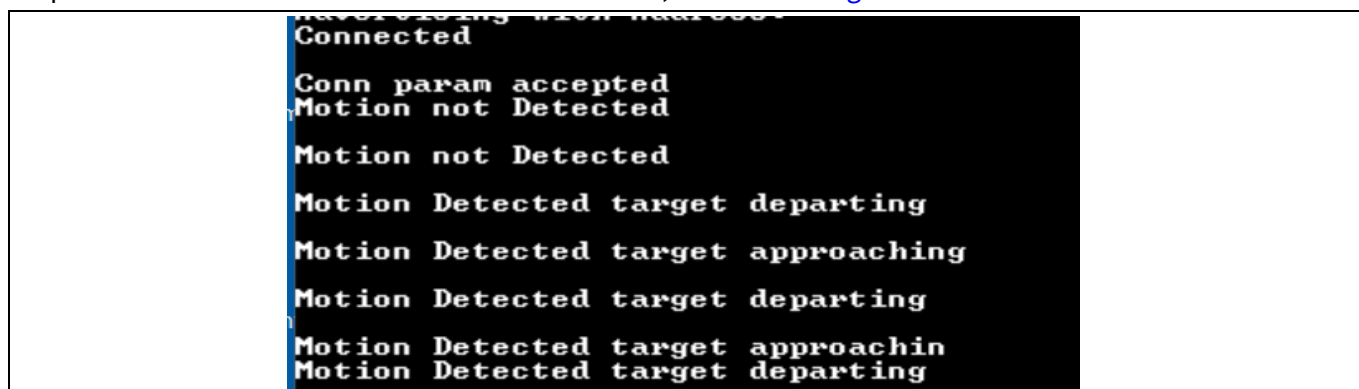 Connected
Conn param accepted
Motion not Detected
Motion not Detected
Motion Detected target departing
Motion Detected target approaching
Motion Detected target departing
Motion Detected target approachin
Motion Detected target departing